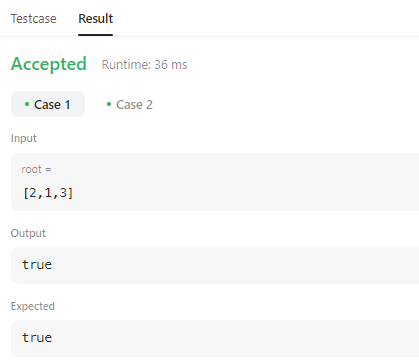 Testcase Result
Accepted Runtime: 36 ms
Case 1 Case 2
Input
root =
[2,1,3]
Output
true
Expected
true